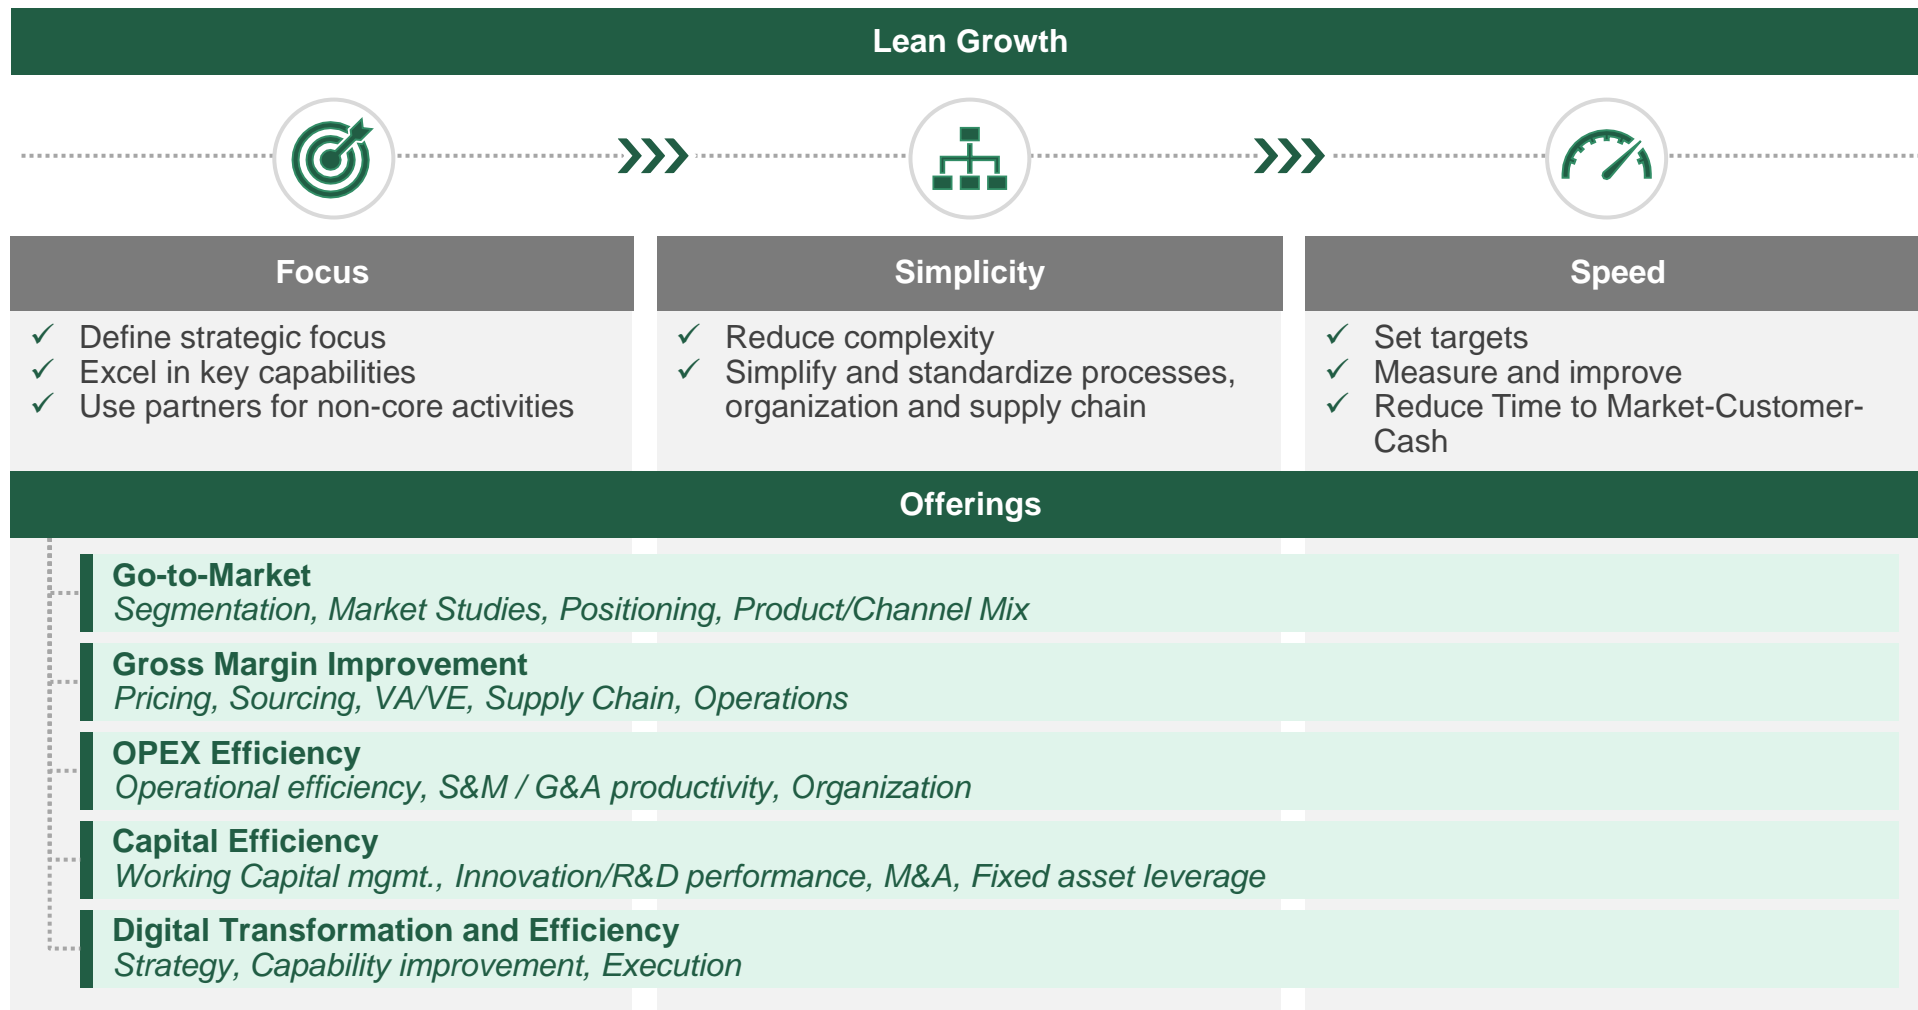 Lean Growth
Focus
Define strategic focus
Excel in key capabilities
Use partners for non-core activities
Simplicity
Reduce complexity
Simplify and standardize processes,
organization and supply chain
Speed
Set targets
Measure and improve
Reduce Time to Market-Customer-
Cash
Offerings
Go-to-Market
Segmentation, Market Studies, Positioning, Product/Channel Mix
Gross Margin Improvement
Pricing, Sourcing, VA/VE, Supply Chain, Operations
OPEX Efficiency
Operational efficiency, S&M / G&A productivity, Organization
Capital Efficiency
Working Capital mgmt., Innovation/R&D performance, M&A, Fixed asset leverage
Digital Transformation and Efficiency
Strategy, Capability improvement, Execution